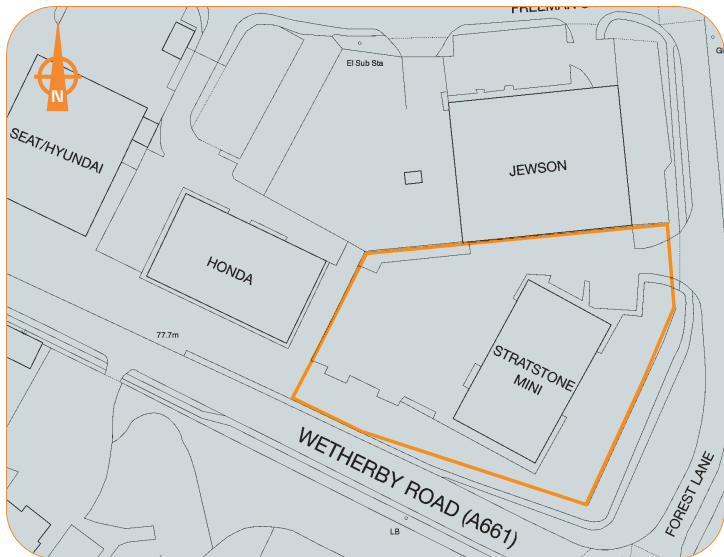 El Sub Sta
N
SEAT/HYUNDAI
JEWSON
HONDA
77.7m
STRATSTONE
MINI
WETHERBY ROAD (A661)
FOREST LANE
LB